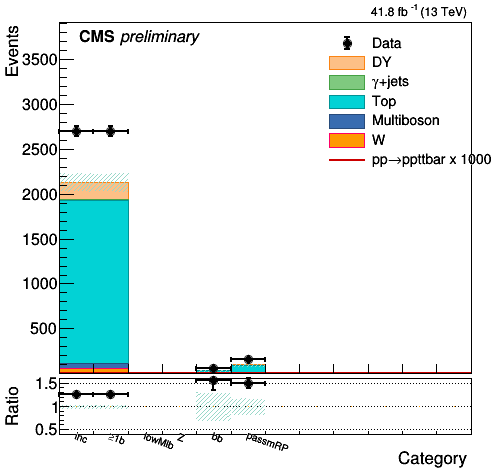 41.8 fb⁻¹ (13 TeV)
CMS preliminary
Events
3500
3000
2500
2000
1500
1000
500
Data
DY
γ+jets
Top
Multiboson
W
pp→ppttbar x 1000
Ratio
1.5
1
0.5
inc
≥1b
lowMlb
Z
bb
passmRP
Category